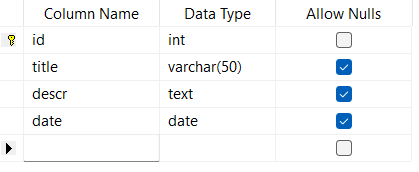 Column Name Data Type Allow Nulls
id int
title varchar(50)
descr text
date date